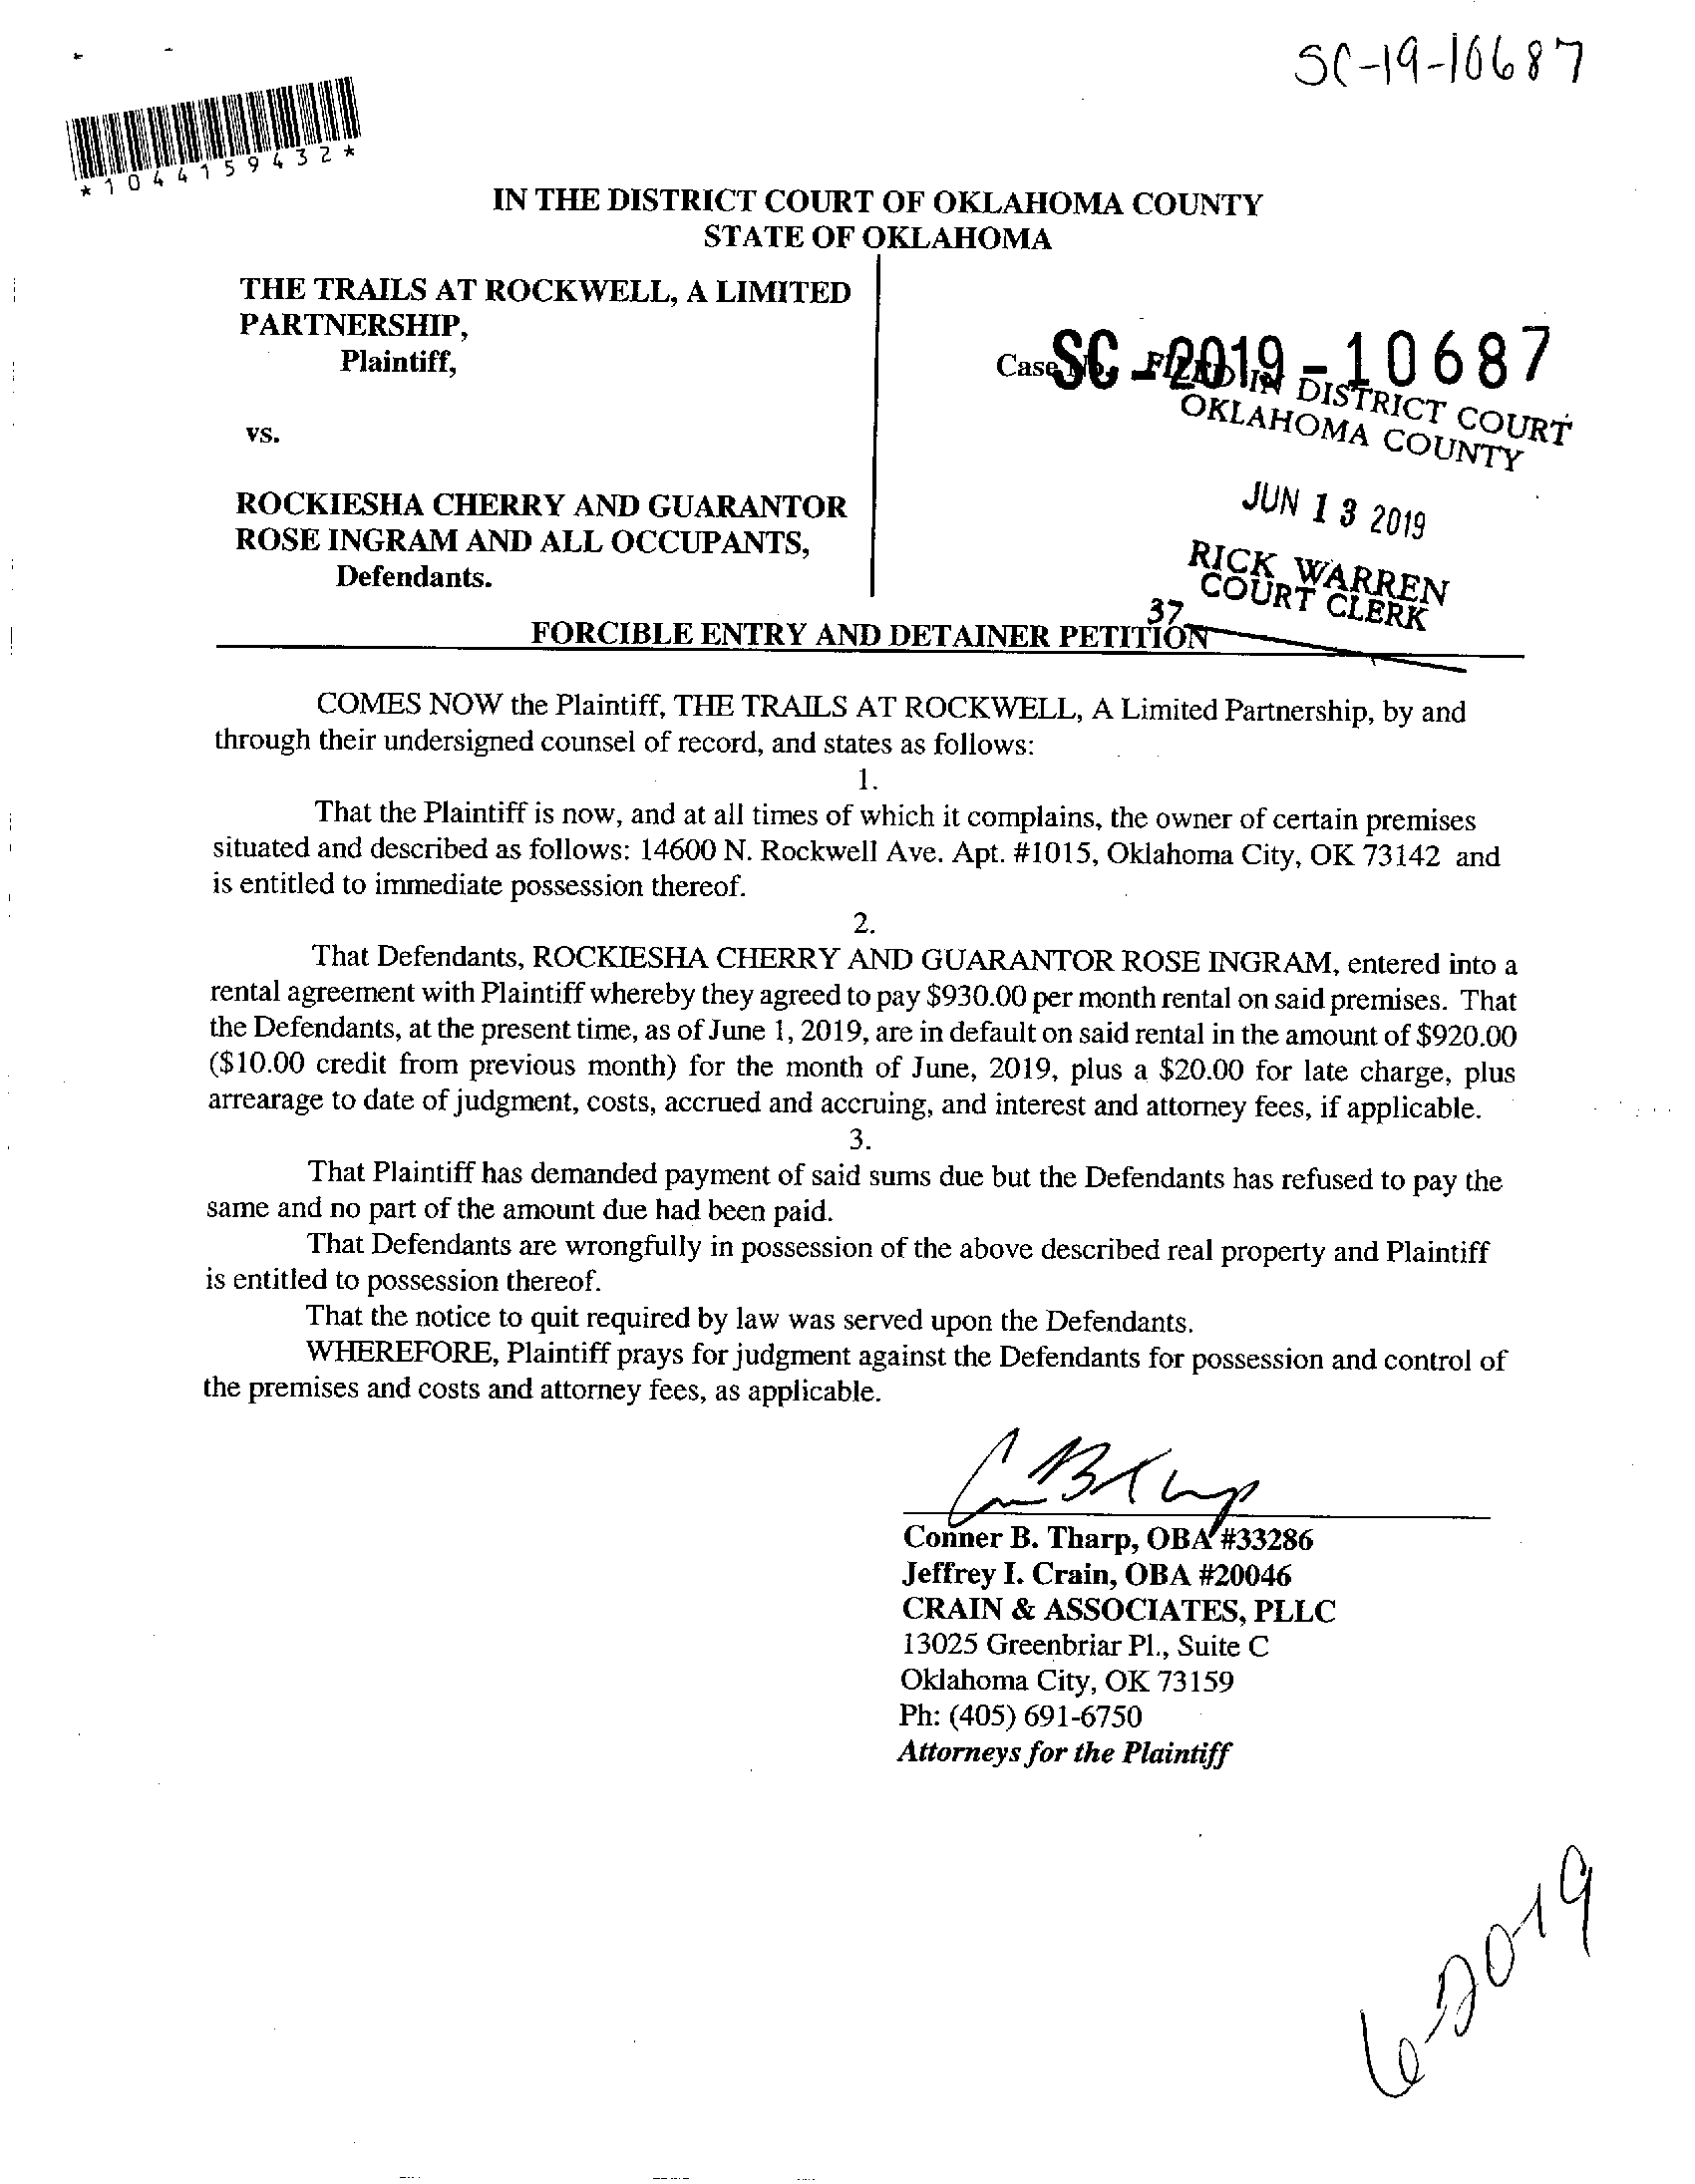 SC-19-10687
*1044159432*
IN THE DISTRICT COURT OF OKLAHOMA COUNTY
STATE OF OKLAHOMA
THE TRAILS AT ROCKWELL, A LIMITED
PARTNERSHIP,
Plaintiff,
vs.
ROCKIESHA CHERRY AND GUARANTOR
ROSE INGRAM AND ALL OCCUPANTS,
Defendants.
Case No. SC-2019-10687
FILED IN DISTRICT COURT
OKLAHOMA COUNTY
JUN 13 2019
RICK WARREN
COURT CLERK
37
FORCIBLE ENTRY AND DETAINER PETITION
COMES NOW the Plaintiff, THE TRAILS AT ROCKWELL, A Limited Partnership, by and
through their undersigned counsel of record, and states as follows:
1.
That the Plaintiff is now, and at all times of which it complains, the owner of certain premises
situated and described as follows: 14600 N. Rockwell Ave. Apt. #1015, Oklahoma City, OK 73142 and
is entitled to immediate possession thereof.
2.
That Defendants, ROCKIESHA CHERRY AND GUARANTOR ROSE INGRAM, entered into a
rental agreement with Plaintiff whereby they agreed to pay $930.00 per month rental on said premises. That
the Defendants, at the present time, as of June 1, 2019, are in default on said rental in the amount of $920.00
($10.00 credit from previous month) for the month of June, 2019, plus a $20.00 for late charge, plus
arrearage to date of judgment, costs, accrued and accruing, and interest and attorney fees, if applicable.
3.
That Plaintiff has demanded payment of said sums due but the Defendants has refused to pay the
same and no part of the amount due had been paid.
That Defendants are wrongfully in possession of the above described real property and Plaintiff
is entitled to possession thereof.
That the notice to quit required by law was served upon the Defendants.
WHEREFORE, Plaintiff prays for judgment against the Defendants for possession and control of
the premises and costs and attorney fees, as applicable.
Conner B. Tharp, OBA #33286
Jeffrey I. Crain, OBA #20046
CRAIN & ASSOCIATES, PLLC
13025 Greenbriar Pl., Suite C
Oklahoma City, OK 73159
Ph: (405) 691-6750
Attorneys for the Plaintiff
6-20-19